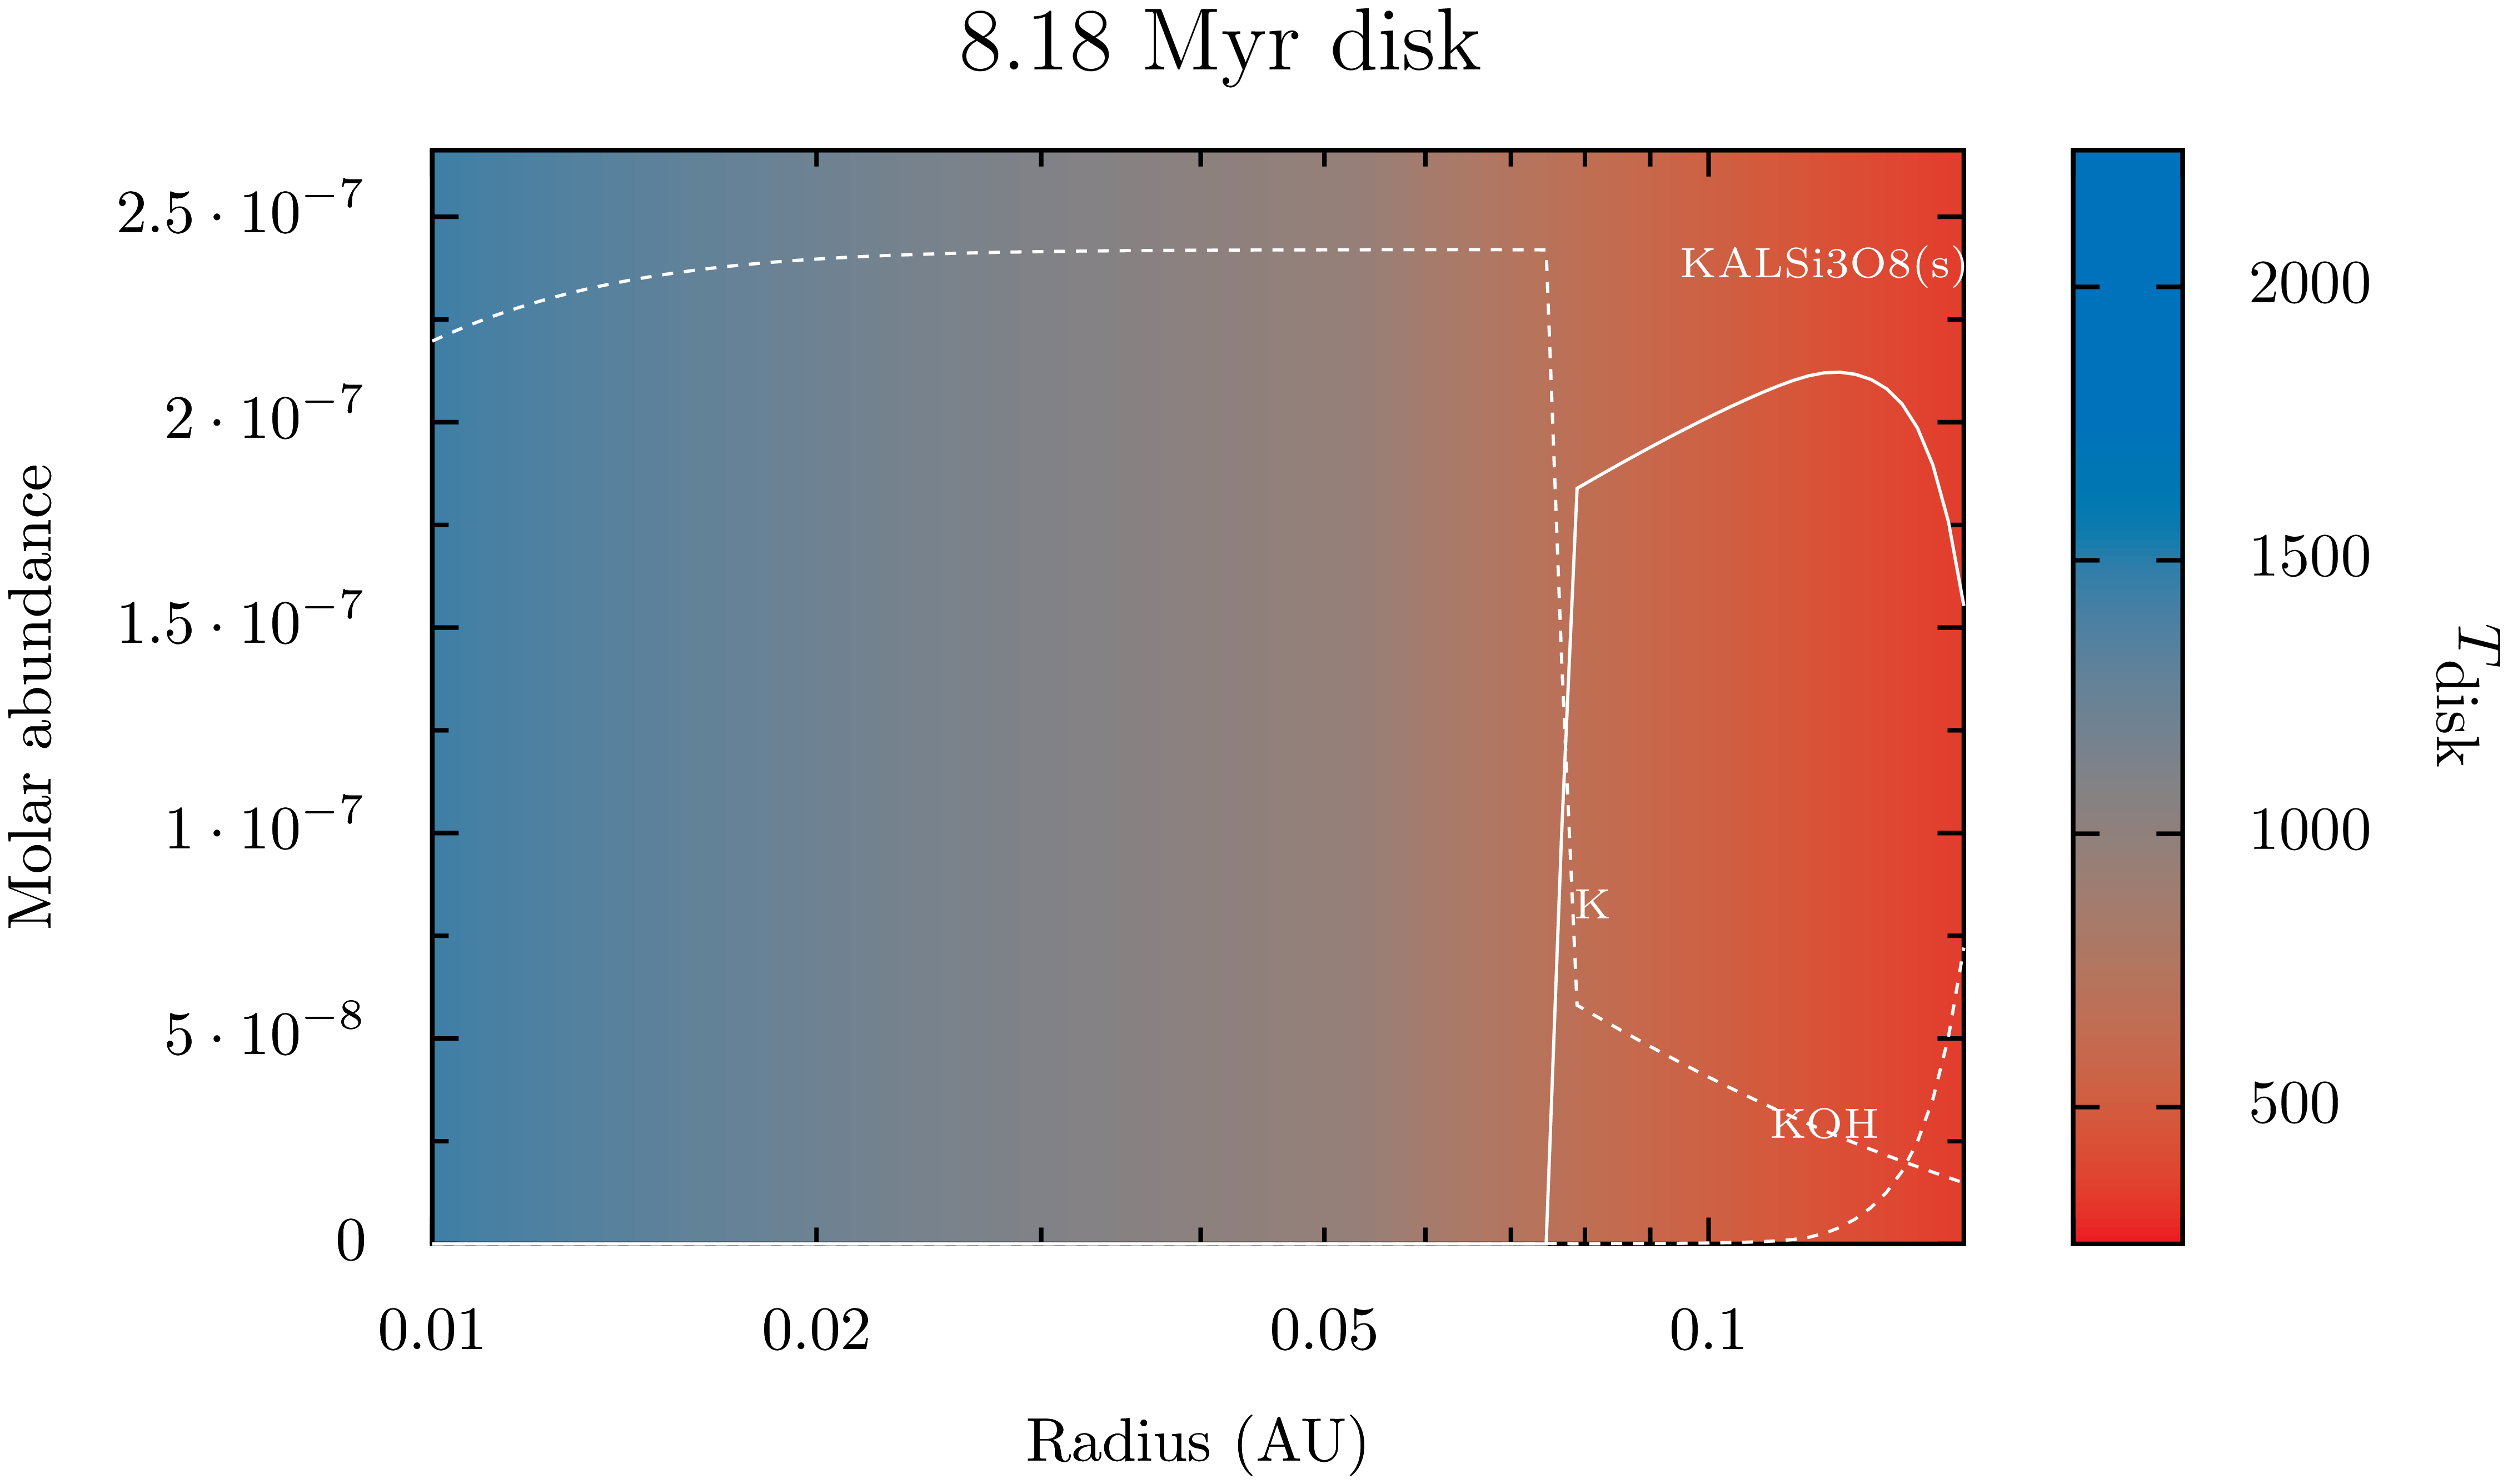 8.18 Myr disk
2.5 · 10⁻⁷
2 · 10⁻⁷
1.5 · 10⁻⁷
1 · 10⁻⁷
5 · 10⁻⁸
0
Molar abundance
0.01
0.02
0.05
0.1
Radius (AU)
KALSi3O8(s)
K
KOH
2000
1500
1000
500
T_disk